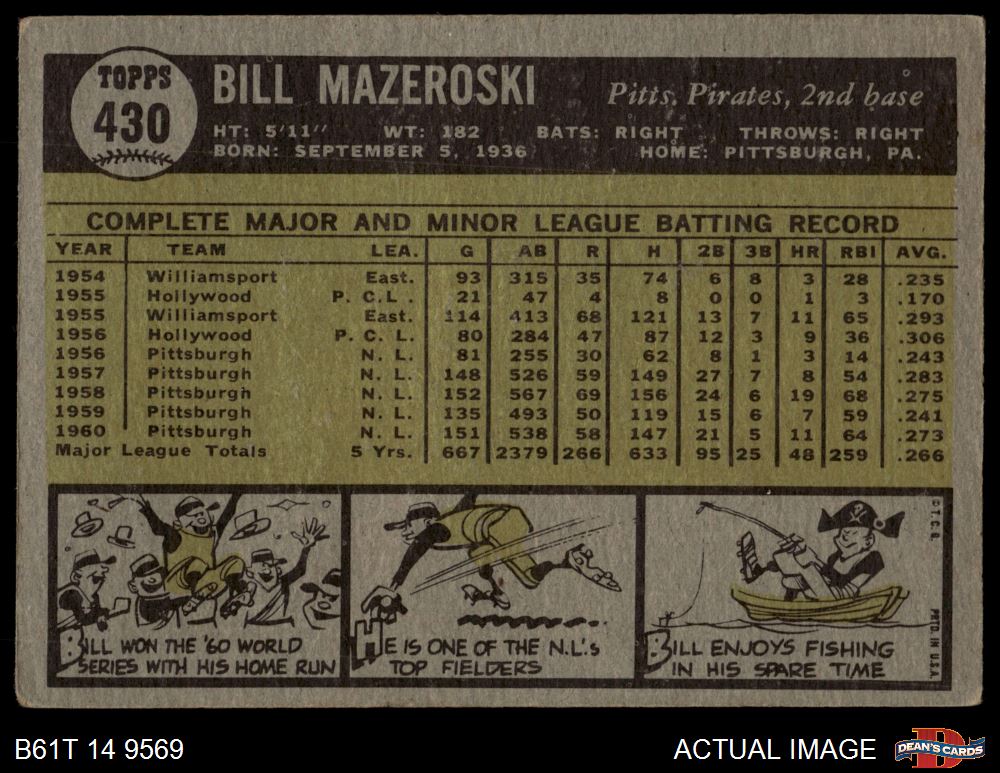 TOPPS
430
BILL MAZEROSKI
Pitts. Pirates, 2nd base
HT: 5'11" WT: 182 BATS: RIGHT THROWS: RIGHT
BORN: SEPTEMBER 5, 1936 HOME: PITTSBURGH, PA.
COMPLETE MAJOR AND MINOR LEAGUE BATTING RECORD
YEAR TEAM LEA. G AB R H 2B 3B HR RBI AVG.
1954 Williamsport East. 93 315 35 74 6 8 3 28 .235
1955 Hollywood P. C.L. 21 47 4 8 0 0 1 3 .170
1955 Williamsport East. 114 413 68 121 13 7 11 65 .293
1956 Hollywood P. C. L. 80 284 47 87 12 3 9 36 .306
1956 Pittsburgh N. L. 81 255 30 62 8 1 3 14 .243
1957 Pittsburgh N. L. 148 526 59 149 27 7 8 54 .283
1958 Pittsburgh N. L. 152 567 69 156 24 6 19 68 .275
1959 Pittsburgh N. L. 135 493 50 119 15 6 7 59 .241
1960 Pittsburgh N. L. 151 538 58 147 21 5 11 64 .273
Major League Totals 5 Yrs. 667 2379 266 633 95 25 48 259 .266
BILL WON THE '60 WORLD
SERIES WITH HIS HOME RUN
HE IS ONE OF THE N.L.'s
TOP FIELDERS
BILL ENJOYS FISHING
IN HIS SPARE TIME
© T.C.G.
PRTD. IN U.S.A.
B61T 14 9569
ACTUAL IMAGE
D
DEAN'S CARDS